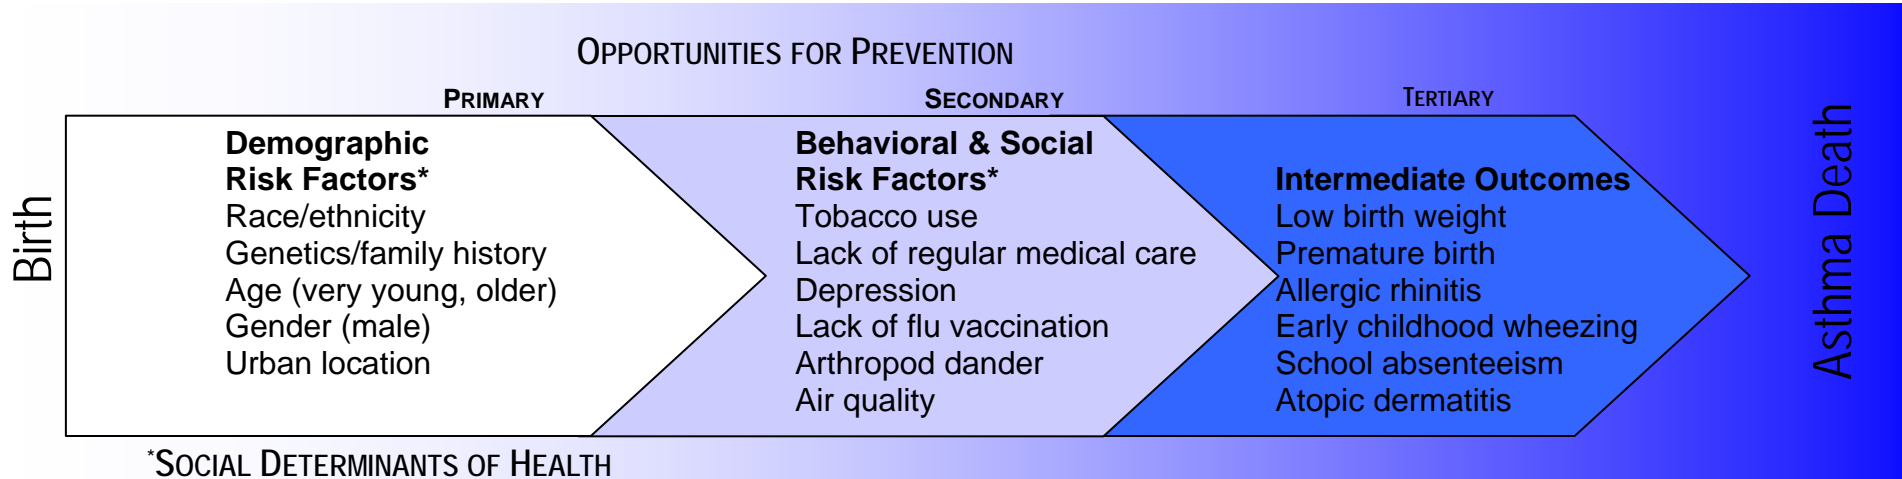 OPPORTUNITIES FOR PREVENTION
PRIMARY
SECONDARY
TERTIARY
Birth
Demographic
Risk Factors*
Race/ethnicity
Genetics/family history
Age (very young, older)
Gender (male)
Urban location
Behavioral & Social
Risk Factors*
Tobacco use
Lack of regular medical care
Depression
Lack of flu vaccination
Arthropod dander
Air quality
Intermediate Outcomes
Low birth weight
Premature birth
Allergic rhinitis
Early childhood wheezing
School absenteeism
Atopic dermatitis
Asthma Death
*SOCIAL DETERMINANTS OF HEALTH